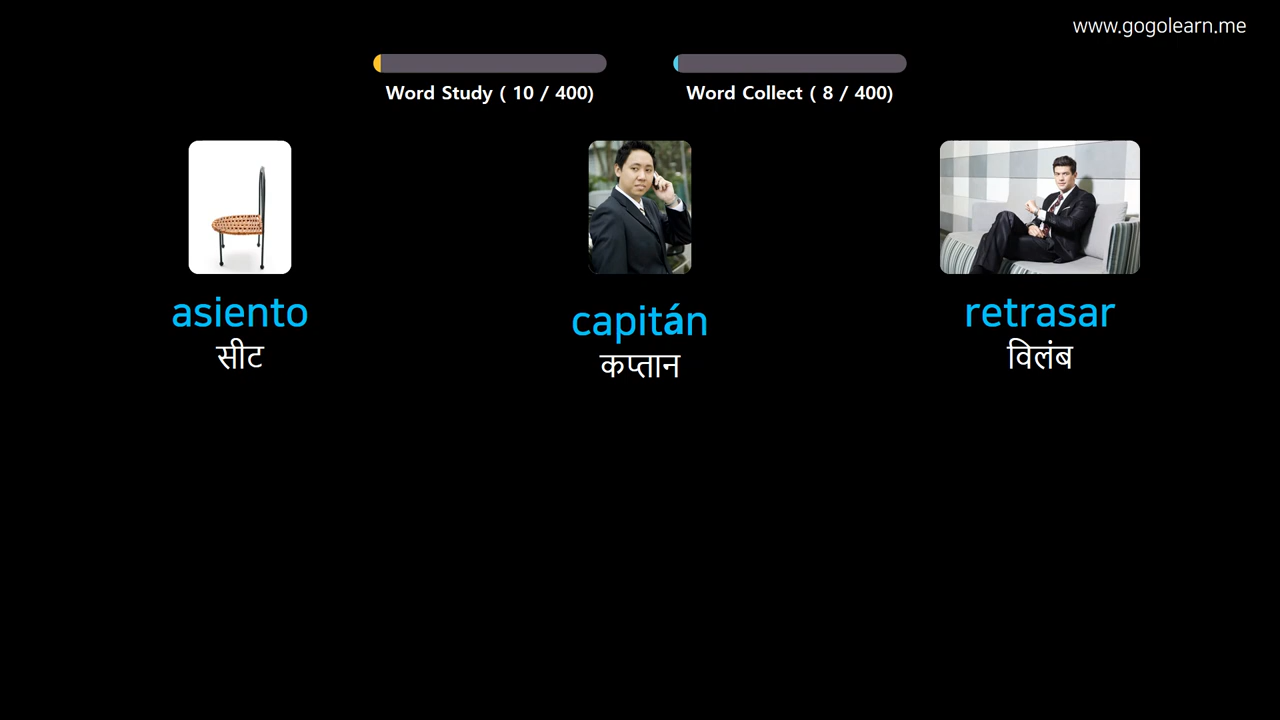 www.gogolearn.me
Word Study ( 10 / 400)
Word Collect ( 8 / 400)
asiento
सीट
capitán
कप्तान
retrasar
विलंब